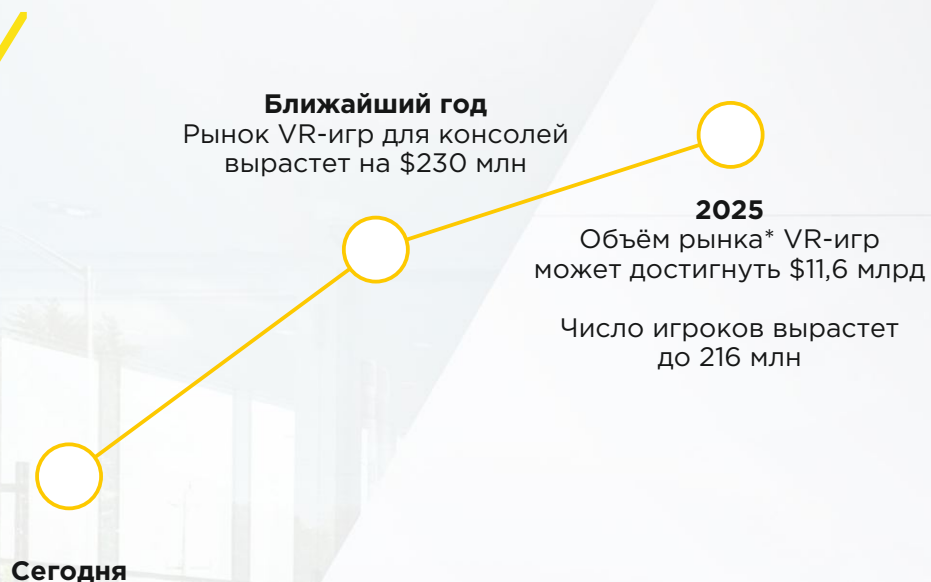 Ближайший год
Рынок VR-игр для консолей
вырастет на $230 млн
2025
Объём рынка* VR-игр
может достигнуть $11,6 млрд
Число игроков вырастет
до 216 млн
Сегодня